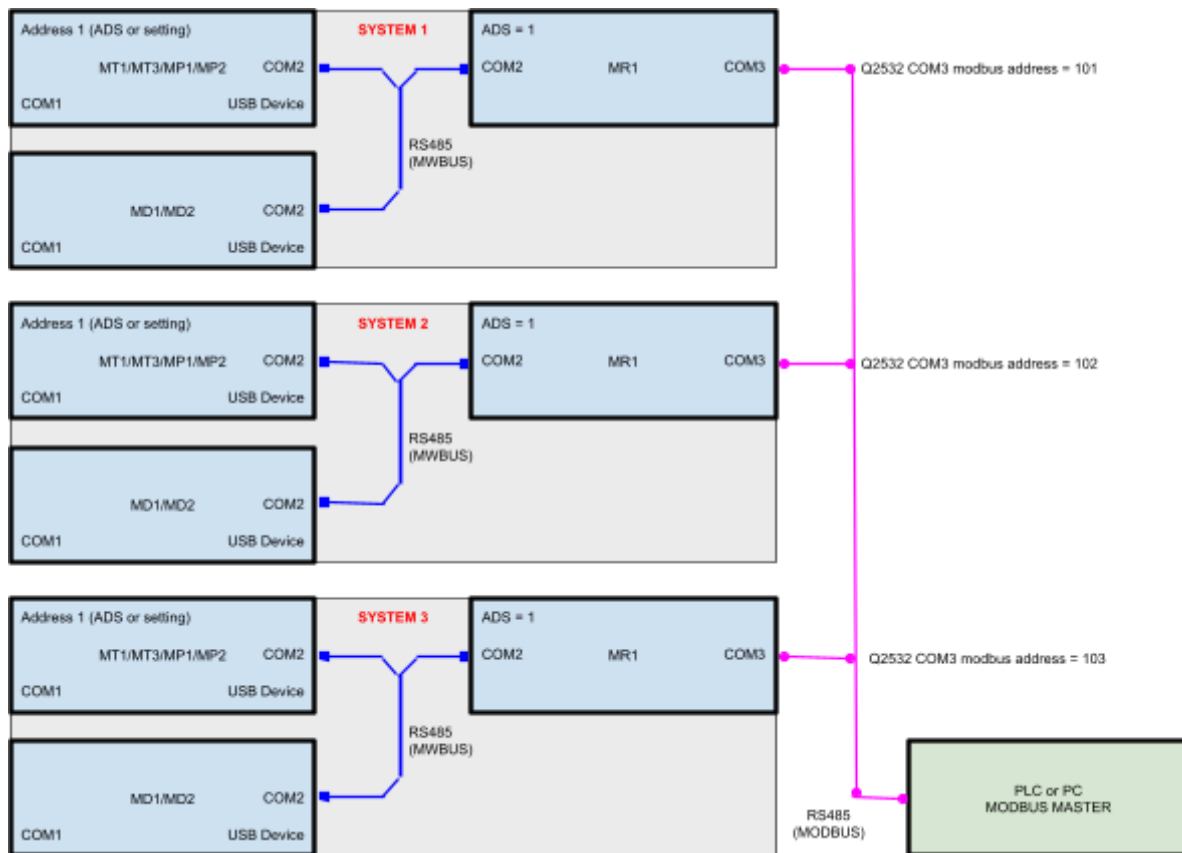 Address 1 (ADS or setting)
SYSTEM 1
ADS = 1
MT1/MT3/MP1/MP2
COM2
COM2
MR1
COM3
Q2532 COM3 modbus address = 101
COM1
USB Device
RS485
(MWBUS)
MD1/MD2
COM2
COM1
USB Device
Address 1 (ADS or setting)
SYSTEM 2
ADS = 1
MT1/MT3/MP1/MP2
COM2
COM2
MR1
COM3
Q2532 COM3 modbus address = 102
COM1
USB Device
RS485
(MWBUS)
MD1/MD2
COM2
COM1
USB Device
Address 1 (ADS or setting)
SYSTEM 3
ADS = 1
MT1/MT3/MP1/MP2
COM2
COM2
MR1
COM3
Q2532 COM3 modbus address = 103
COM1
USB Device
RS485
(MWBUS)
MD1/MD2
COM2
COM1
USB Device
RS485
(MODBUS)
PLC or PC
MODBUS MASTER